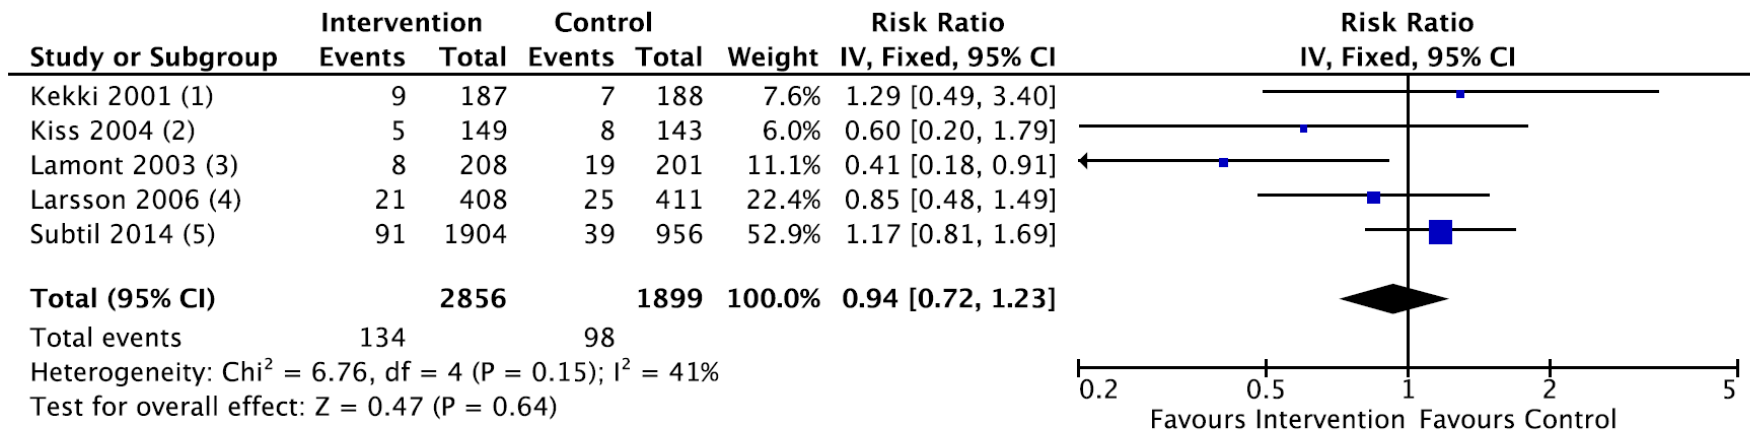 Intervention Control Risk Ratio Risk Ratio
Study or Subgroup Events Total Events Total Weight IV, Fixed, 95% CI IV, Fixed, 95% CI
Kekki 2001 (1) 9 187 7 188 7.6% 1.29 [0.49, 3.40]
Kiss 2004 (2) 5 149 8 143 6.0% 0.60 [0.20, 1.79]
Lamont 2003 (3) 8 208 19 201 11.1% 0.41 [0.18, 0.91]
Larsson 2006 (4) 21 408 25 411 22.4% 0.85 [0.48, 1.49]
Subtil 2014 (5) 91 1904 39 956 52.9% 1.17 [0.81, 1.69]
Total (95% CI) 2856 1899 100.0% 0.94 [0.72, 1.23]
Total events 134 98
Heterogeneity: Chi² = 6.76, df = 4 (P = 0.15); I² = 41%
Test for overall effect: Z = 0.47 (P = 0.64)
0.2 0.5 1 2 5
Favours Intervention Favours Control